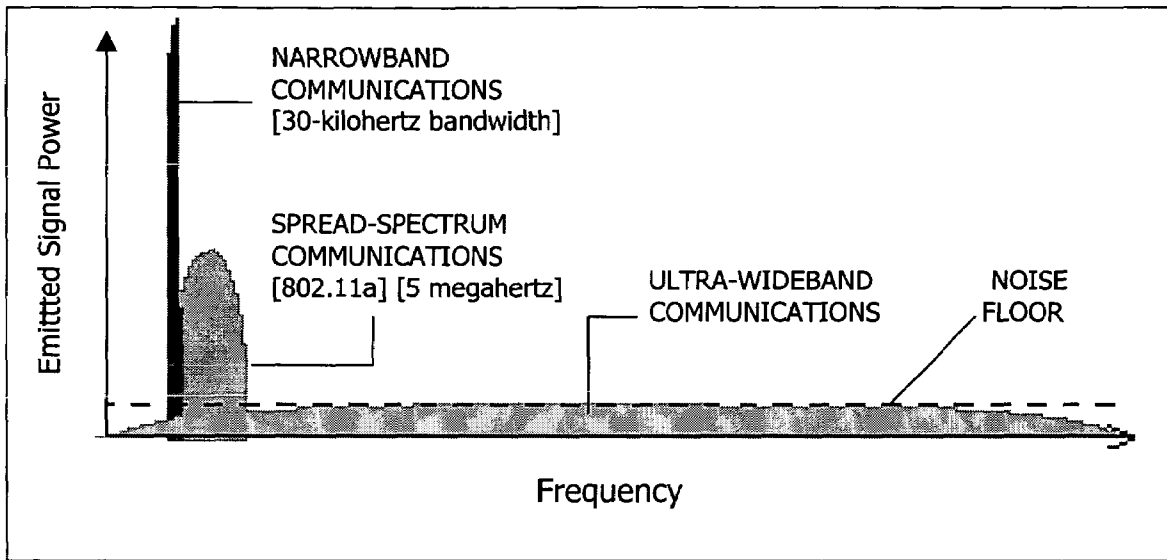 NARROWBAND
COMMUNICATIONS
[30-kilohertz bandwidth]
Emittted Signal Power
SPREAD-SPECTRUM
COMMUNICATIONS
[802.11a] [5 megahertz]
ULTRA-WIDEBAND
COMMUNICATIONS
NOISE
FLOOR
Frequency